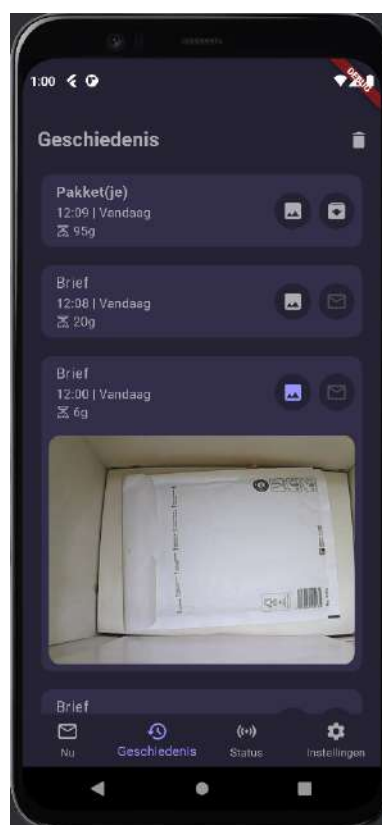 1:00
DEBUG
Geschiedenis
Pakket(je)
12:09 | Vandaag
95g
Brief
12:08 | Vandaag
20g
Brief
12:00 | Vandaag
6g
Brief
Nu
Geschiedenis
Status
Instellingen